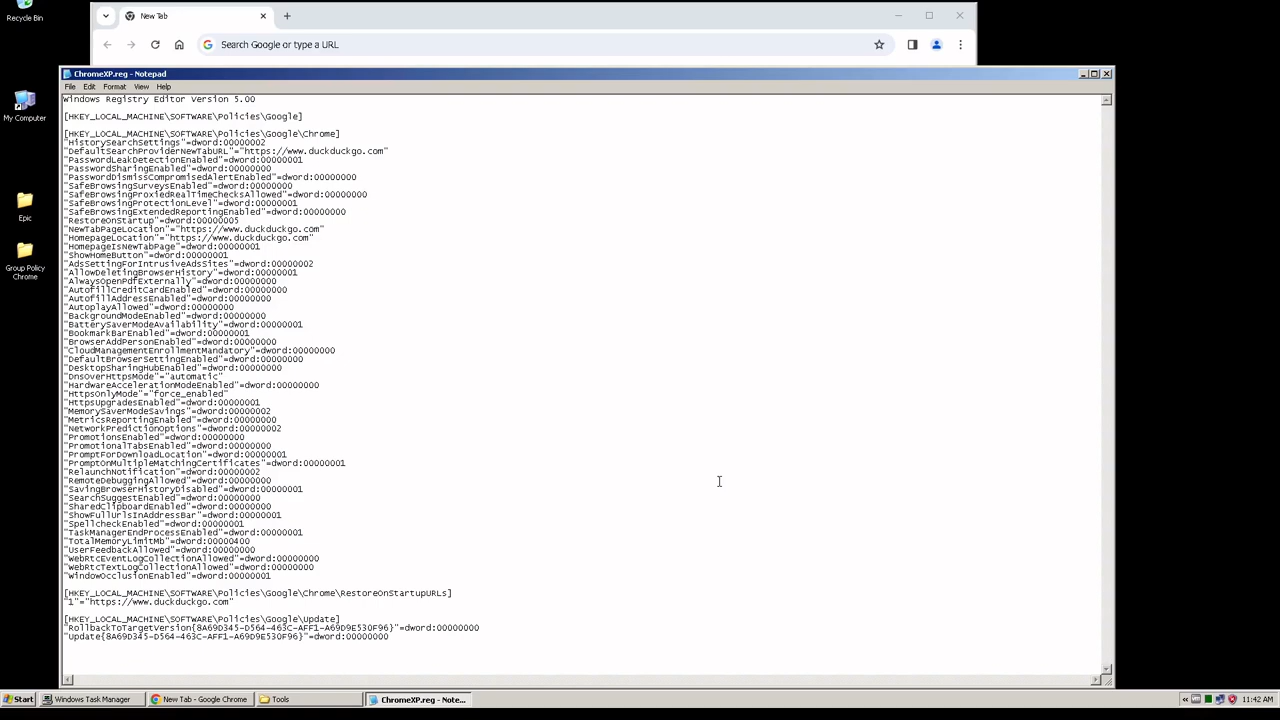 Recycle Bin
New Tab
Search Google or type a URL
ChromeXP.reg - Notepad
File Edit Format View Help
Windows Registry Editor Version 5.00
[HKEY_LOCAL_MACHINE\SOFTWARE\Policies\Google]
[HKEY_LOCAL_MACHINE\SOFTWARE\Policies\Google\Chrome]
"HistorySearchSettings"=dword:00000002
"DefaultSearchProviderNewTabURL"="https://www.duckduckgo.com"
"PasswordLeakDetectionEnabled"=dword:00000001
"PasswordSharingEnabled"=dword:00000000
"PasswordDismissCompromisedAlertEnabled"=dword:00000000
"SafeBrowsingSurveysEnabled"=dword:00000000
"SafeBrowsingProxiedRealTimeChecksAllowed"=dword:00000000
"SafeBrowsingProtectionLevel"=dword:00000001
"SafeBrowsingExtendedReportingEnabled"=dword:00000000
"RestoreOnStartup"=dword:00000005
"NewTabPageLocation"="https://www.duckduckgo.com"
"HomepageLocation"="https://www.duckduckgo.com"
"HomepageIsNewTabPage"=dword:00000001
"ShowHomeButton"=dword:00000001
"AdsSettingForIntrusiveAdsSites"=dword:00000002
"AllowDeletingBrowserHistory"=dword:00000001
"AlwaysOpenPdfExternally"=dword:00000000
"AutofillCreditCardEnabled"=dword:00000000
"AutofillAddressEnabled"=dword:00000000
"AutoplayAllowed"=dword:00000000
"BackgroundModeEnabled"=dword:00000000
"BatterySaverModeAvailability"=dword:00000001
"BookmarkBarEnabled"=dword:00000001
"BrowserAddPersonEnabled"=dword:00000000
"CloudManagementEnrollmentMandatory"=dword:00000000
"DefaultBrowserSettingEnabled"=dword:00000000
"DesktopSharingHubEnabled"=dword:00000000
"DnsOverHttpsMode"="automatic"
"HardwareAccelerationModeEnabled"=dword:00000000
"HttpsOnlyMode"="force_enabled"
"HttpsUpgradesEnabled"=dword:00000001
"MemorySaverModeSavings"=dword:00000002
"MetricsReportingEnabled"=dword:00000000
"NetworkPredictionOptions"=dword:00000002
"PromotionsEnabled"=dword:00000000
"PromotionalTabsEnabled"=dword:00000000
"PromptForDownloadLocation"=dword:00000001
"PromptOnMultipleMatchingCertificates"=dword:00000001
"RelaunchNotification"=dword:00000002
"RemoteDebuggingAllowed"=dword:00000000
"SavingBrowserHistoryDisabled"=dword:00000001
"SearchSuggestEnabled"=dword:00000000
"SharedClipboardEnabled"=dword:00000000
"ShowFullUrlsInAddressBar"=dword:00000001
"SpellcheckEnabled"=dword:00000001
"TaskManagerEndProcessEnabled"=dword:00000001
"TotalMemoryLimitMb"=dword:00000400
"UserFeedbackAllowed"=dword:00000000
"WebRtcEventLogCollectionAllowed"=dword:00000000
"WebRtcTextLogCollectionAllowed"=dword:00000000
"WindowOcclusionEnabled"=dword:00000001
[HKEY_LOCAL_MACHINE\SOFTWARE\Policies\Google\Chrome\RestoreOnStartupURLs]
"1"="https://www.duckduckgo.com"
[HKEY_LOCAL_MACHINE\SOFTWARE\Policies\Google\Update]
"RollbackToTargetVersion{8A69D345-D564-463C-AFF1-A69D9E530F96}"=dword:00000000
"Update{8A69D345-D564-463C-AFF1-A69D9E530F96}"=dword:00000000
My Computer
Epic
Group Policy
Chrome
Start Windows Task Manager New Tab - Google Chrome Tools ChromeXP.reg - Note... 11:42 AM